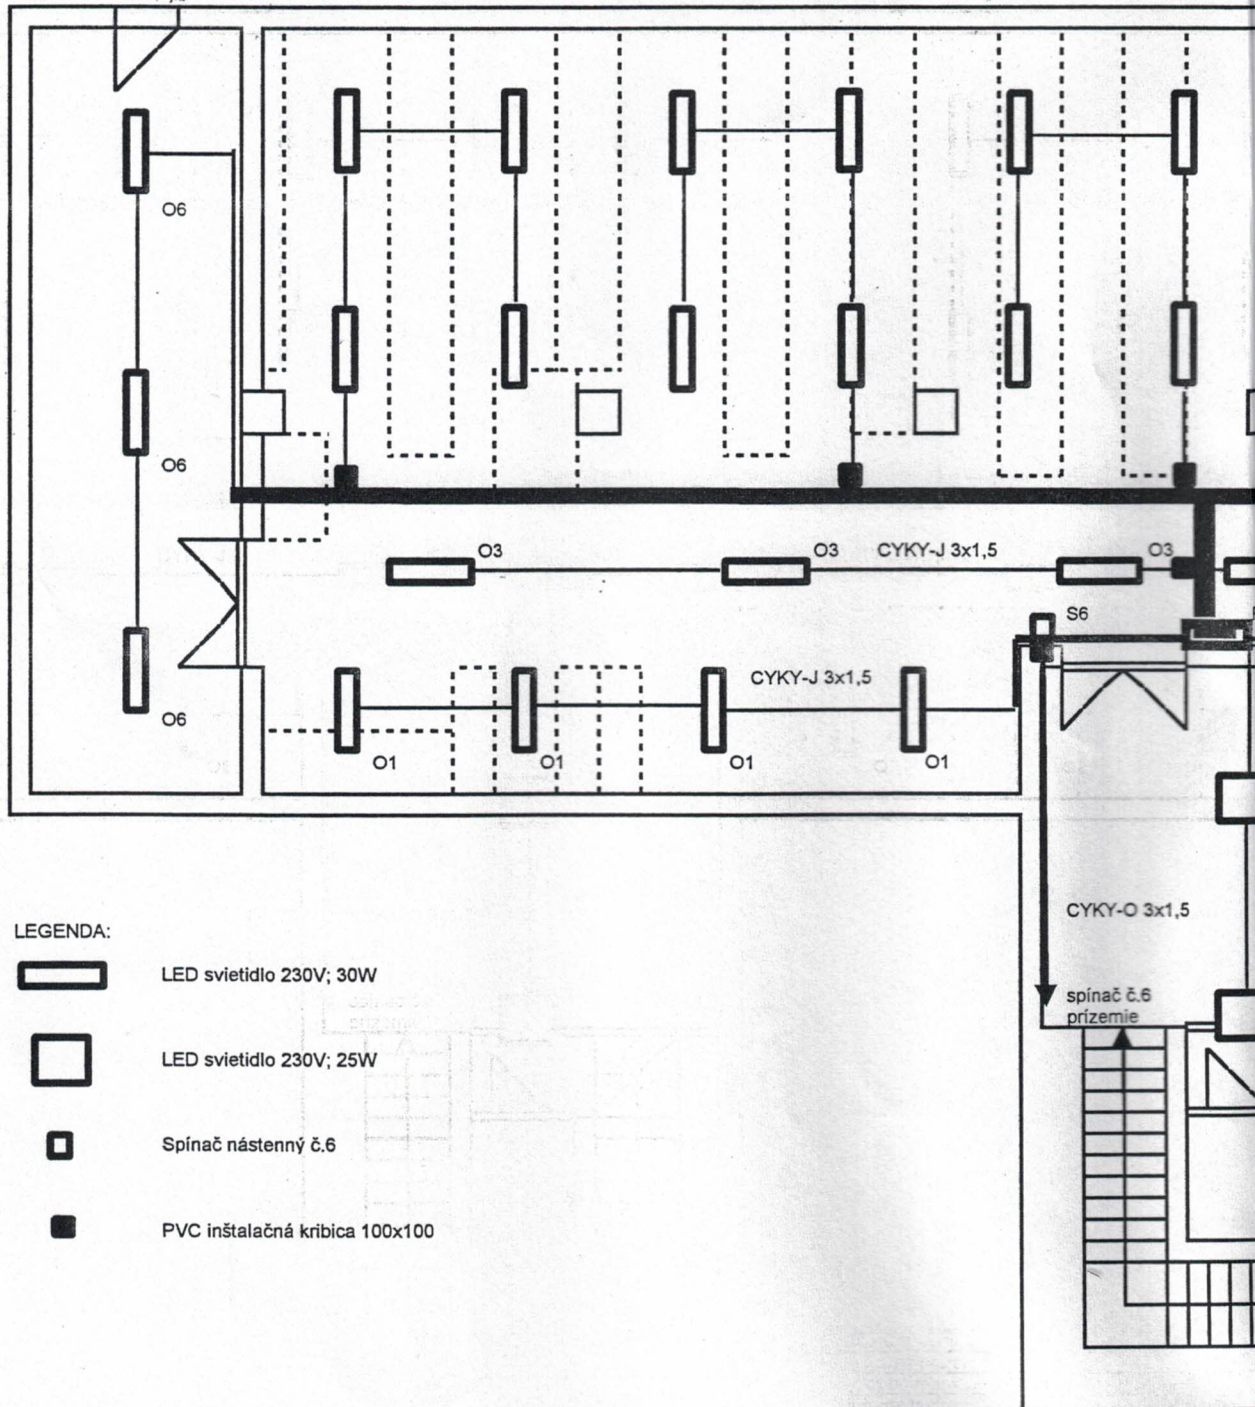 O6
O6
O3
O3
CYKY-J 3x1,5
O3
S6
CYKY-J 3x1,5
O6
O1
O1
O1
O1
CYKY-O 3x1,5
LEGENDA:
LED svietidlo 230V; 30W
spínač č.6
prízemie
LED svietidlo 230V; 25W
Spínač nástenný č.6
PVC inštalačná kribica 100x100